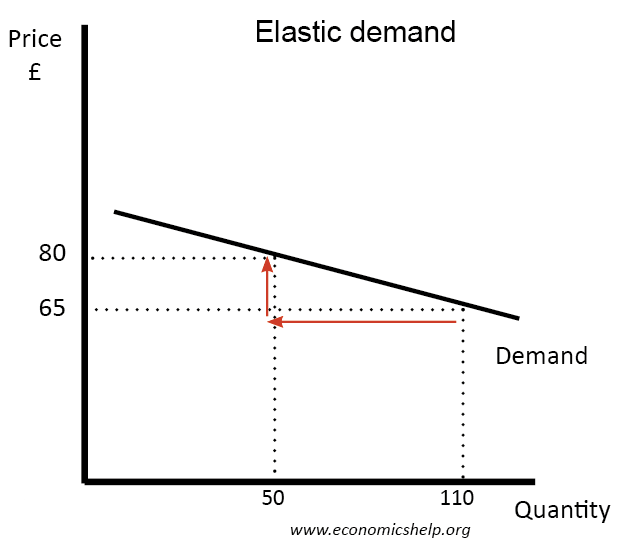 Elastic demand
Price
£
80
65
Demand
50
110
Quantity
www.economicshelp.org